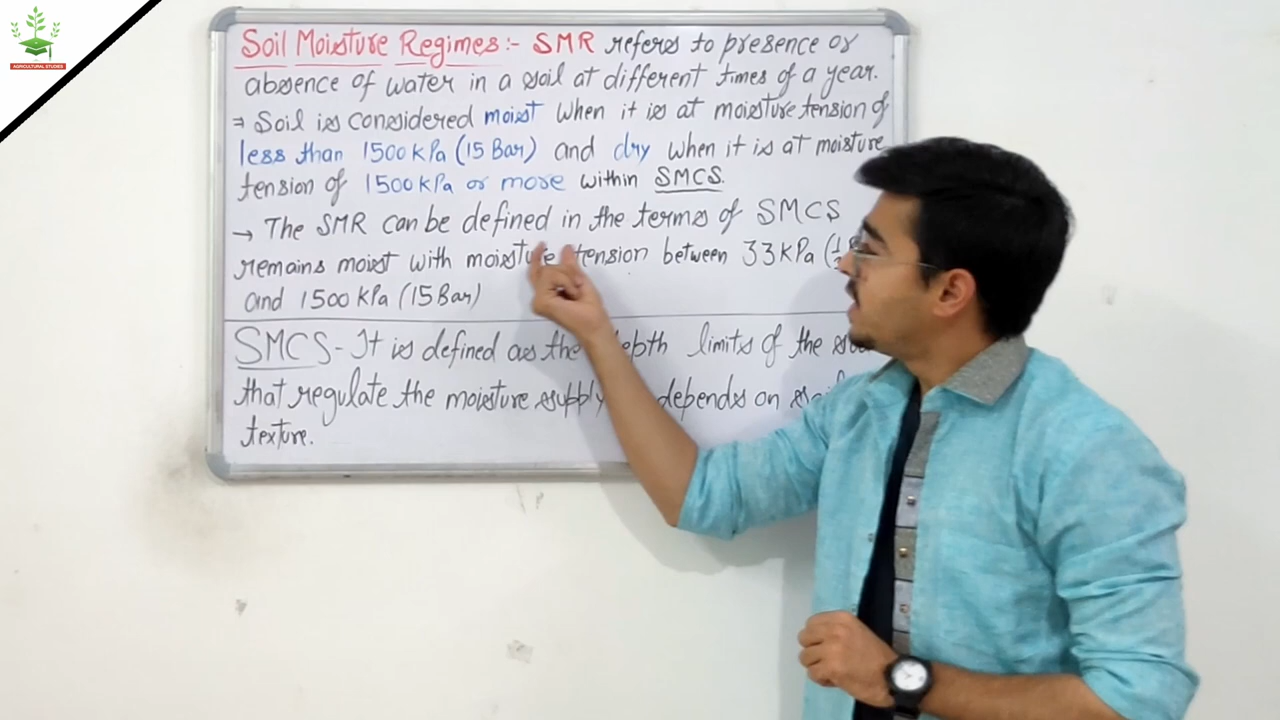 AGRICULTURAL STUDIES
Soil Moisture Regimes:- SMR referes to presence or
absence of water in a soil at different times of a year.
⇒ Soil is considered moist when it is at moisture tension of
less than 1500 kPa (15 Bar) and dry when it is at moisture
tension of 1500 kPa or more within SMCS.
→ The SMR can be defined in the terms of SMCS
remains moist with moisture tension between 33 kPa
and 1500 kPa (15 Bar)
SMCS - It is defined as the depth limits of the
that regulate the moisture supply depends on
texture.